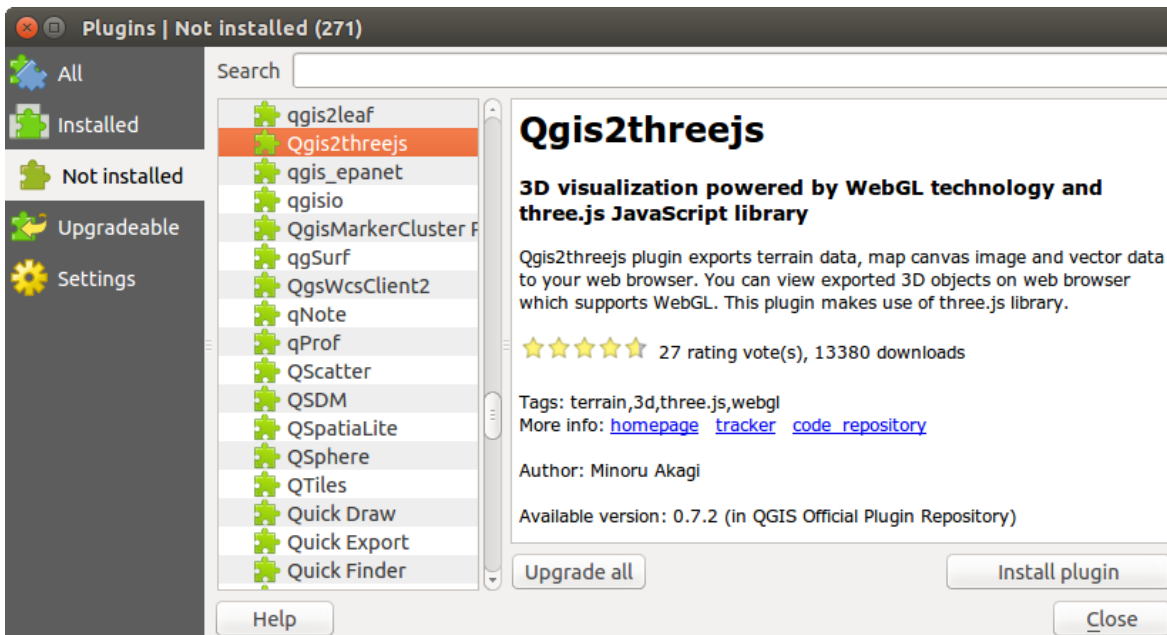 Plugins | Not installed (271)
All
Installed
Not installed
Upgradeable
Settings
Search
qgis2leaf
Qgis2threejs
qgis_epanet
qgisio
QgisMarkerCluster
qgSurf
QgsWcsClient2
qNote
qProf
QScatter
QSDM
QSpatiaLite
QSphere
QTiles
Quick Draw
Quick Export
Quick Finder
Qgis2threejs
3D visualization powered by WebGL technology and
three.js JavaScript library
Qgis2threejs plugin exports terrain data, map canvas image and vector data
to your web browser. You can view exported 3D objects on web browser
which supports WebGL. This plugin makes use of three.js library.
27 rating vote(s), 13380 downloads
Tags: terrain,3d,three.js,webgl
More info: homepage tracker code_repository
Author: Minoru Akagi
Available version: 0.7.2 (in QGIS Official Plugin Repository)
Upgrade all
Install plugin
Help
Close